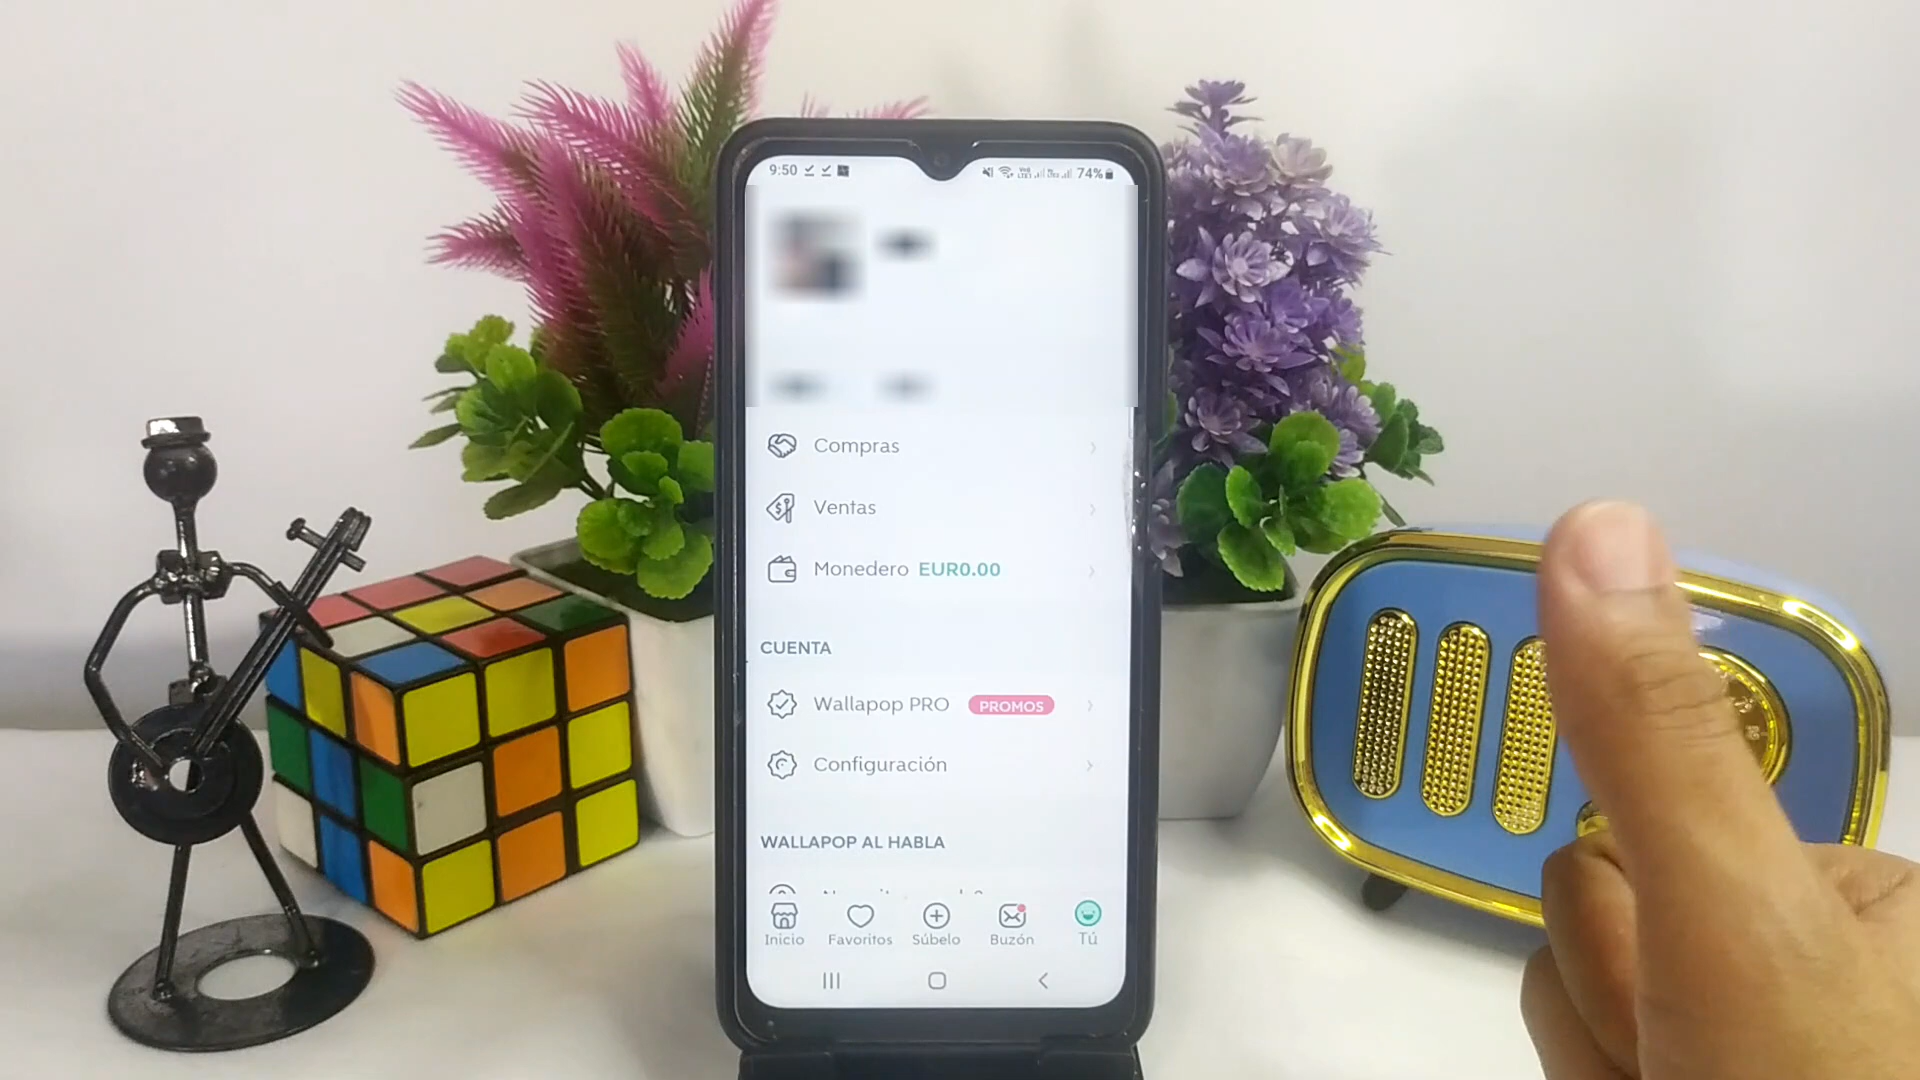 9:50
74%
Compras
Ventas
Monedero EUR0.00
CUENTA
Wallapop PRO PROMOS
Configuración
WALLAPOP AL HABLA
Inicio Favoritos Súbelo Buzón Tú